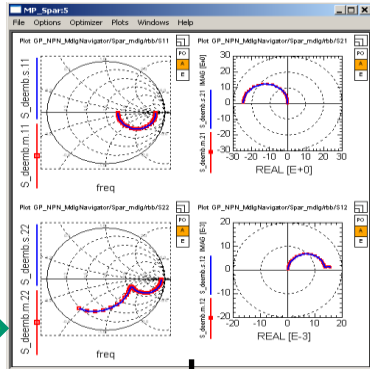 MP_Spar:5
File Options Optimizer Plots Windows Help
Plot GP_NPN_MdlgNavigator/Spar_mdlg/rbb/S11
PO
A
E
S_deemb.m.11 S_deemb.s.11
freq
Plot GP_NPN_MdlgNavigator/Spar_mdlg/rbb/S21
PO
A
E
S_deemb.m.21 S_deemb.s.21 IMAG [E+0]
30
20
10
0
-10
-20
-30
-30 -20 -10 0 10 20 30
REAL [E+0]
Plot GP_NPN_MdlgNavigator/Spar_mdlg/rbb/S22
PO
A
E
S_deemb.m.22 S_deemb.s.22
freq
Plot GP_NPN_MdlgNavigator/Spar_mdlg/rbb/S12
PO
A
E
S_deemb.m.12 S_deemb.s.12 IMAG [E-3]
20
10
0
-10
-20
-20 -10 0 10 20
REAL [E-3]